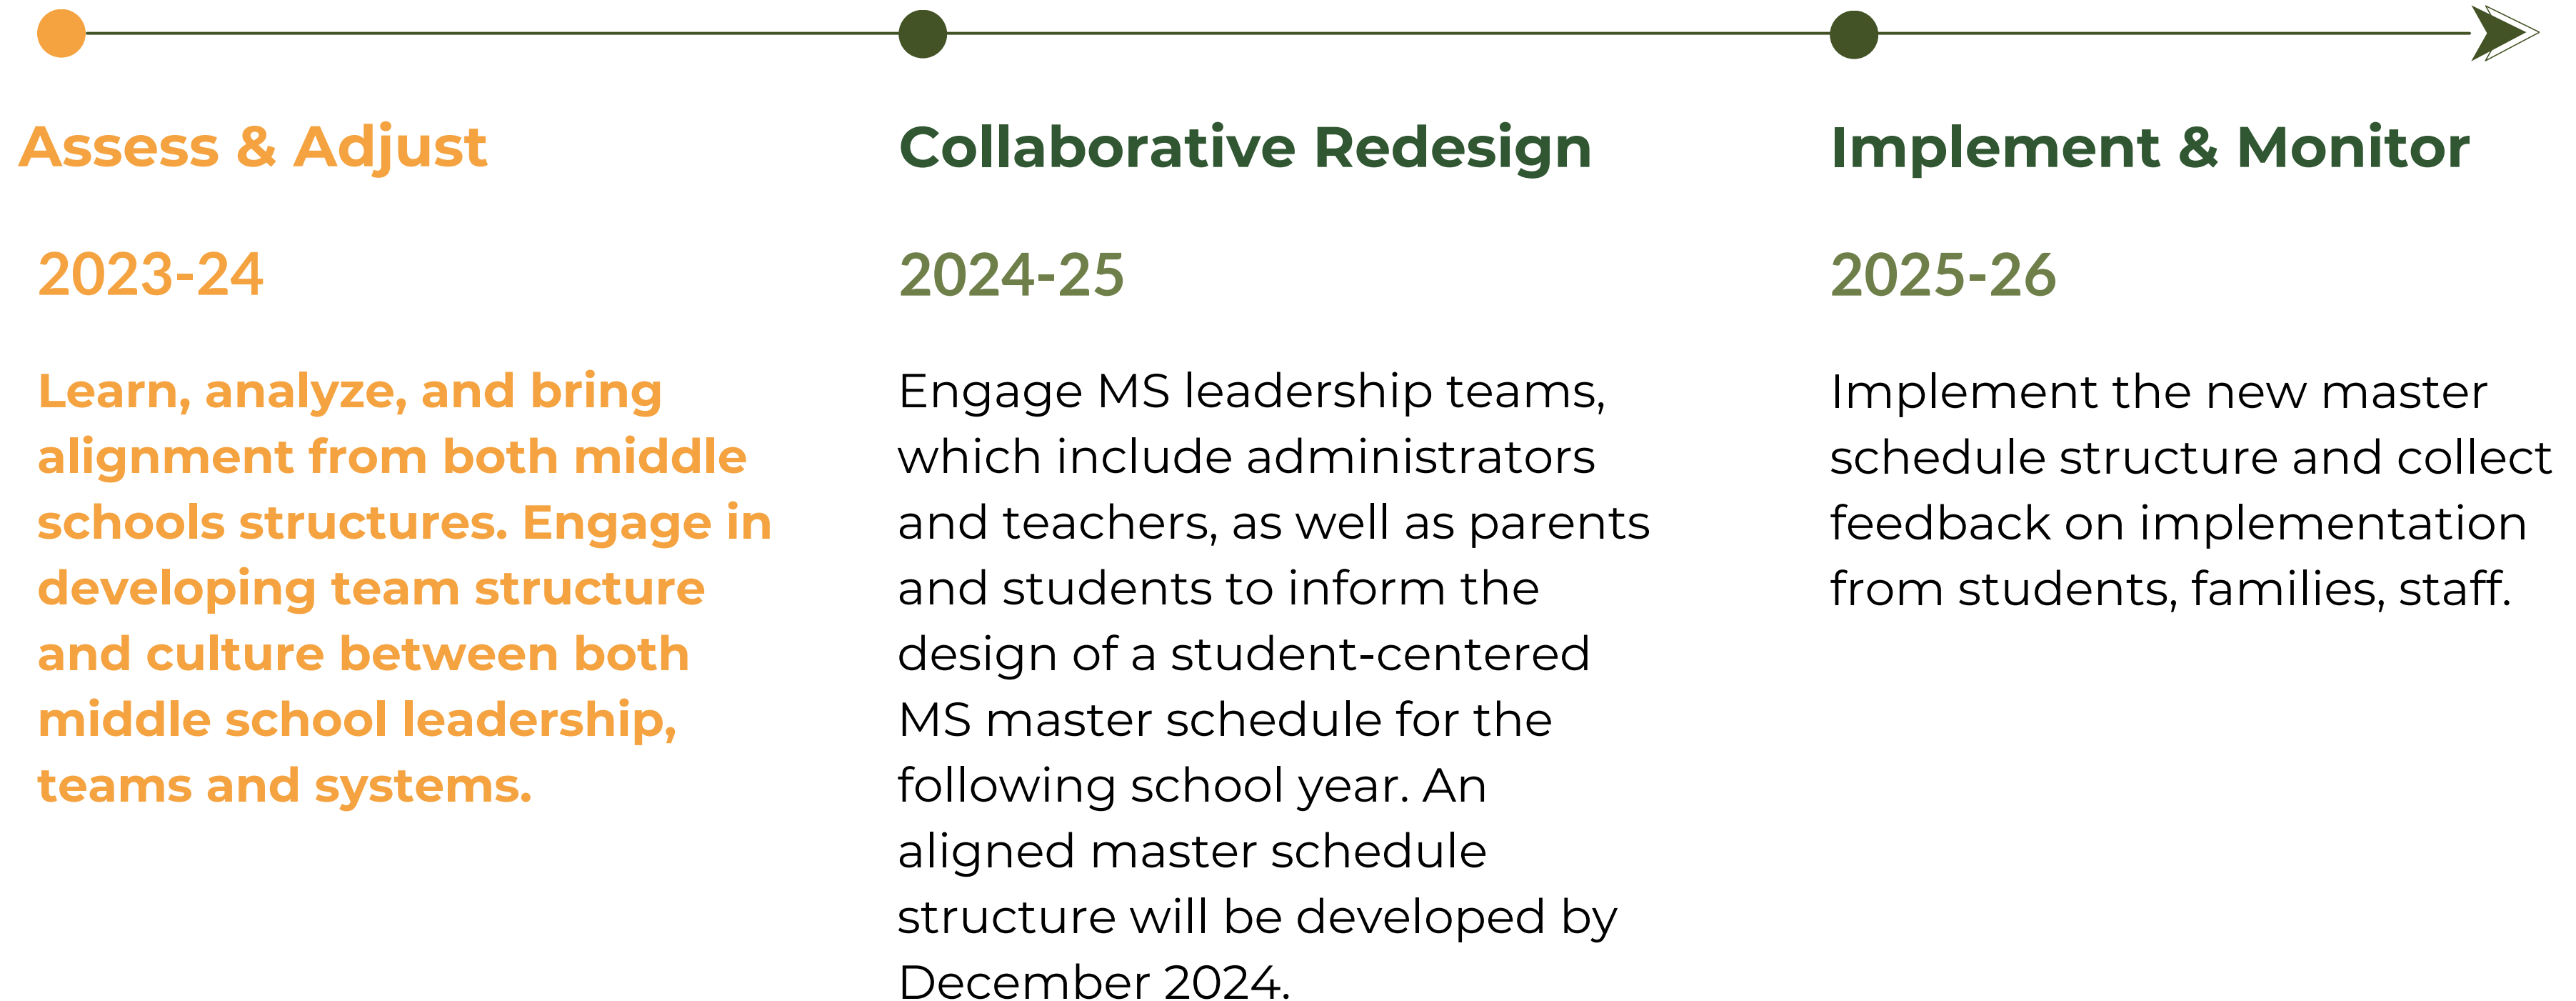 Assess & Adjust
2023-24
Learn, analyze, and bring
alignment from both middle
schools structures. Engage in
developing team structure
and culture between both
middle school leadership,
teams and systems.
Collaborative Redesign
2024-25
Engage MS leadership teams,
which include administrators
and teachers, as well as parents
and students to inform the
design of a student-centered
MS master schedule for the
following school year. An
aligned master schedule
structure will be developed by
December 2024.
Implement & Monitor
2025-26
Implement the new master
schedule structure and collect
feedback on implementation
from students, families, staff.